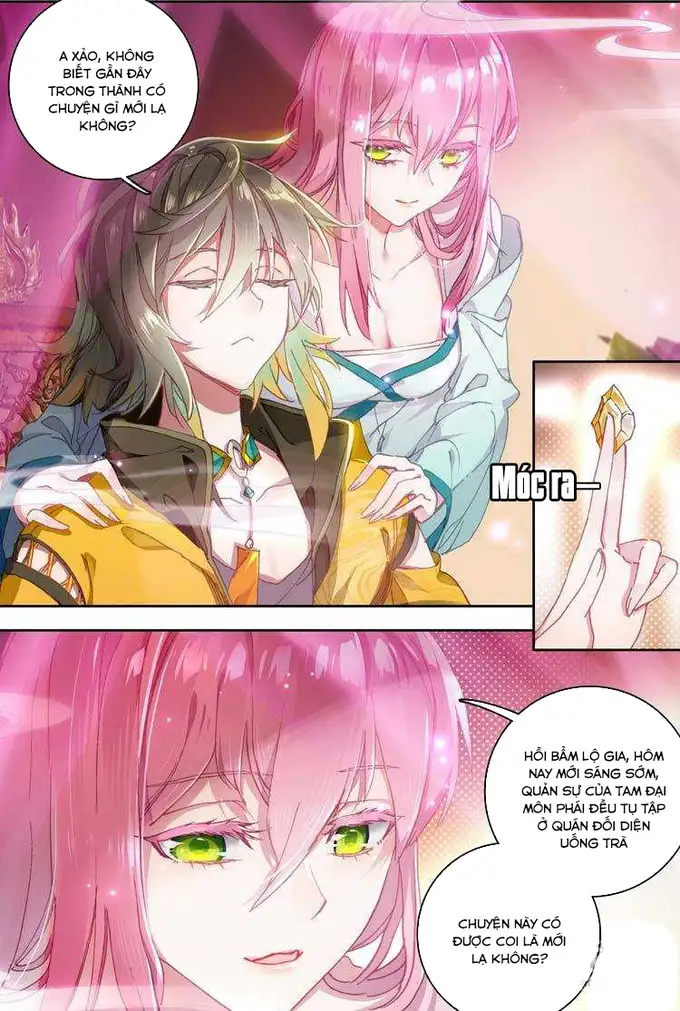 A XẢO, KHÔNG
BIẾT GẦN ĐÂY
TRONG THÀNH CÓ
CHUYỆN GÌ MỚI LẠ
KHÔNG?
Móc ra—
HỒI BẨM LỘ GIA, HÔM
NAY MỚI SÁNG SỚM,
QUẢN SỰ CỦA TAM ĐẠI
MÔN PHÁI ĐỀU TỤ TẬP
Ở QUÁN ĐỐI DIỆN
UỐNG TRÀ
CHUYỆN NÀY CÓ
ĐƯỢC COI LÀ MỚI
LẠ KHÔNG?